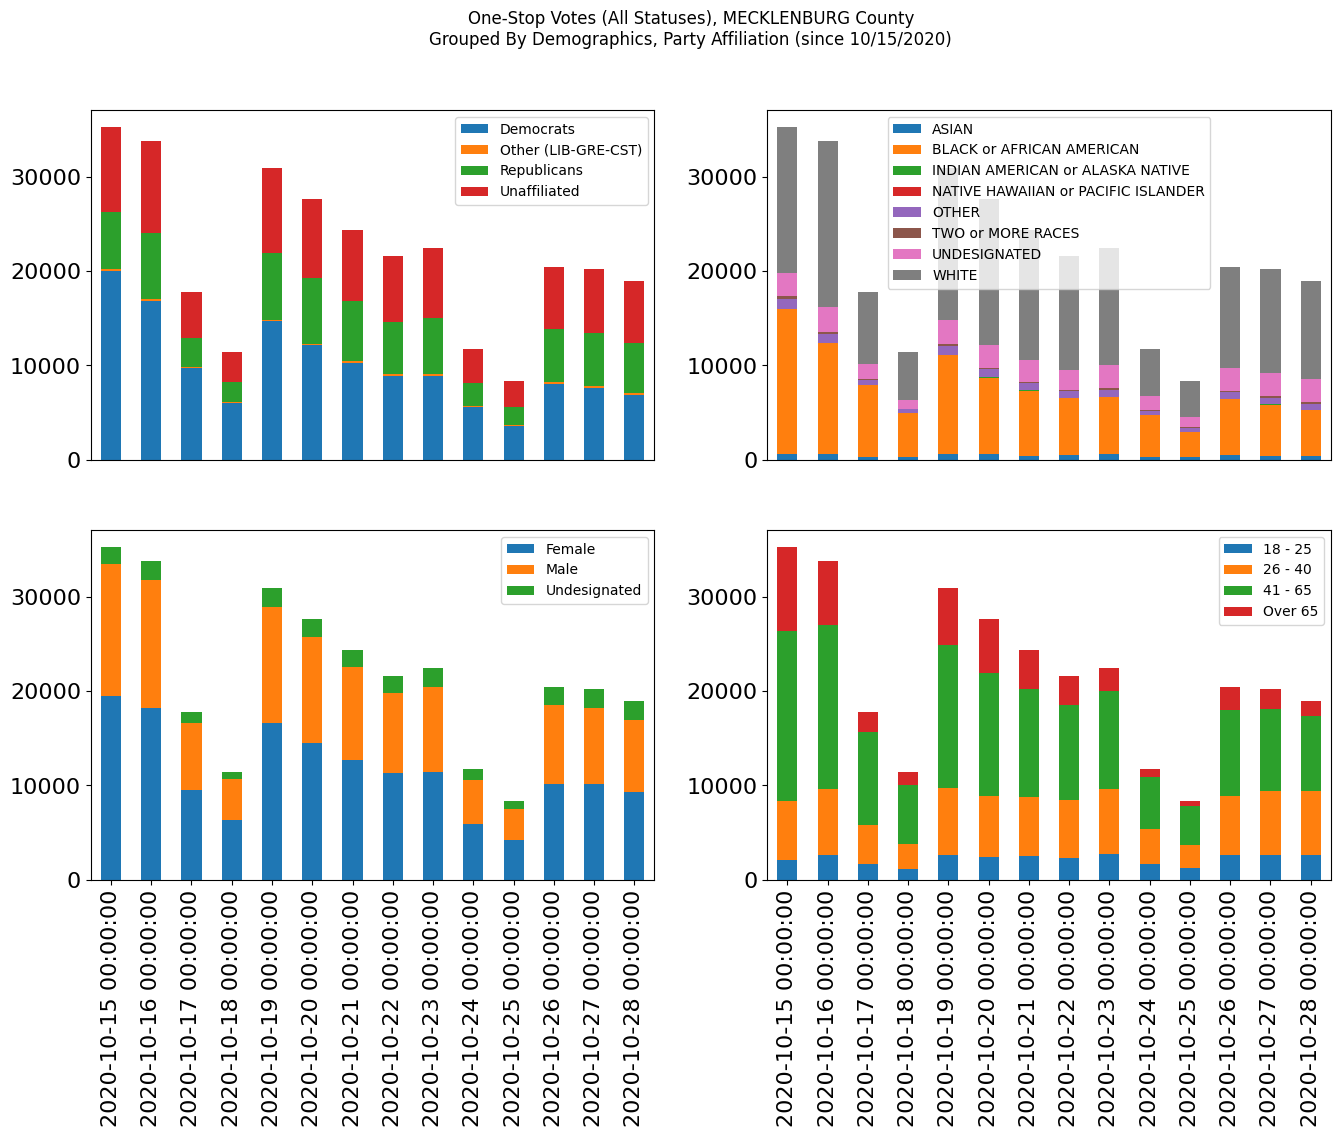 One-Stop Votes (All Statuses), MECKLENBURG County
Grouped By Demographics, Party Affiliation (since 10/15/2020)
30000
20000
10000
0
Democrats
Other (LIB-GRE-CST)
Republicans
Unaffiliated
30000
20000
10000
0
ASIAN
BLACK or AFRICAN AMERICAN
INDIAN AMERICAN or ALASKA NATIVE
NATIVE HAWAIIAN or PACIFIC ISLANDER
OTHER
TWO or MORE RACES
UNDESIGNATED
WHITE
30000
20000
10000
0
Female
Male
Undesignated
2020-10-15 00:00:00
2020-10-16 00:00:00
2020-10-17 00:00:00
2020-10-18 00:00:00
2020-10-19 00:00:00
2020-10-20 00:00:00
2020-10-21 00:00:00
2020-10-22 00:00:00
2020-10-23 00:00:00
2020-10-24 00:00:00
2020-10-25 00:00:00
2020-10-26 00:00:00
2020-10-27 00:00:00
2020-10-28 00:00:00
30000
20000
10000
0
18 - 25
26 - 40
41 - 65
Over 65
2020-10-15 00:00:00
2020-10-16 00:00:00
2020-10-17 00:00:00
2020-10-18 00:00:00
2020-10-19 00:00:00
2020-10-20 00:00:00
2020-10-21 00:00:00
2020-10-22 00:00:00
2020-10-23 00:00:00
2020-10-24 00:00:00
2020-10-25 00:00:00
2020-10-26 00:00:00
2020-10-27 00:00:00
2020-10-28 00:00:00